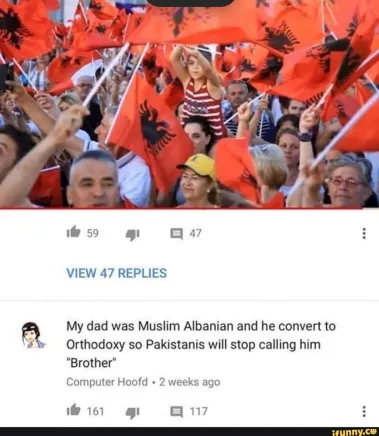 59 47
VIEW 47 REPLIES
My dad was Muslim Albanian and he convert to
Orthodoxy so Pakistanis will stop calling him
"Brother"
Computer Hoofd • 2 weeks ago
161 117
ifunny.co